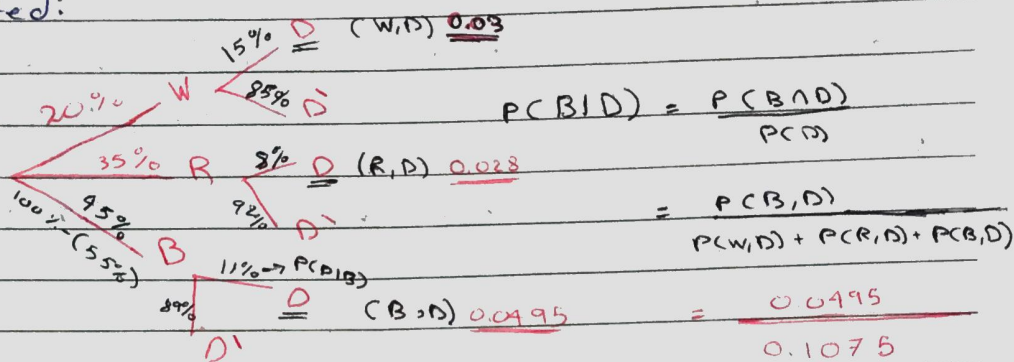 ed:
15% D (W,D) 0.03
20% W 85% D'
P(B|D) = P(B∩D) / P(D)
35% R 8% D (R,D) 0.028
92% D'
= P(B,D) / P(W,D) + P(R,D) + P(B,D)
45% B
100% - (55%)
11% → P(D|B)
D (B,D) 0.0495
89%
D'
= 0.0495 / 0.1075